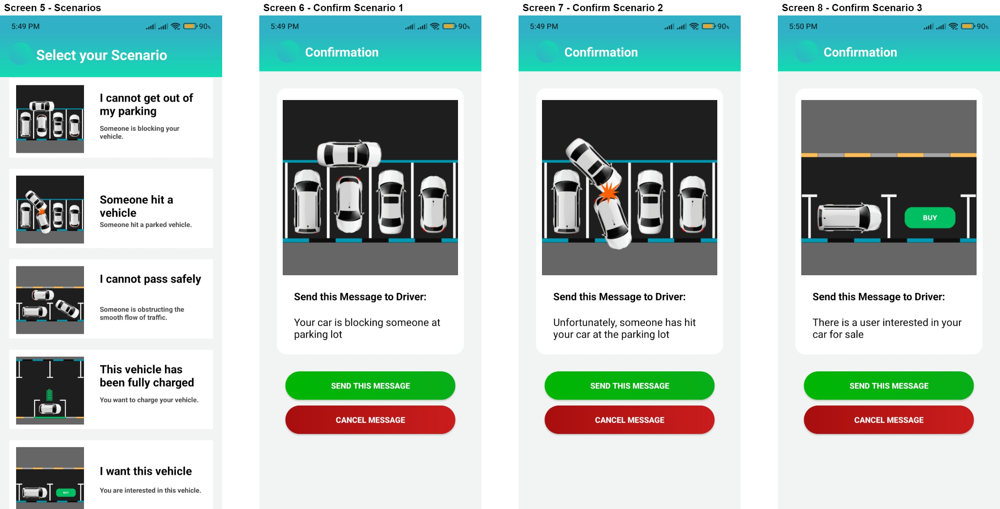 Screen 5 - Scenarios
5:49 PM
90%
Select your Scenario
I cannot get out of
my parking
Someone is blocking your
vehicle.
Someone hit a
vehicle
Someone hit a parked vehicle.
I cannot pass safely
Someone is obstructing the
smooth flow of traffic.
This vehicle has
been fully charged
You want to charge your vehicle.
I want this vehicle
You are interested in this vehicle.
BUY
Screen 6 - Confirm Scenario 1
5:49 PM
90%
Confirmation
Send this Message to Driver:
Your car is blocking someone at
parking lot
SEND THIS MESSAGE
CANCEL MESSAGE
Screen 7 - Confirm Scenario 2
5:49 PM
90%
Confirmation
Send this Message to Driver:
Unfortunately, someone has hit
your car at the parking lot
SEND THIS MESSAGE
CANCEL MESSAGE
Screen 8 - Confirm Scenario 3
5:50 PM
90%
Confirmation
BUY
Send this Message to Driver:
There is a user interested in your
car for sale
SEND THIS MESSAGE
CANCEL MESSAGE